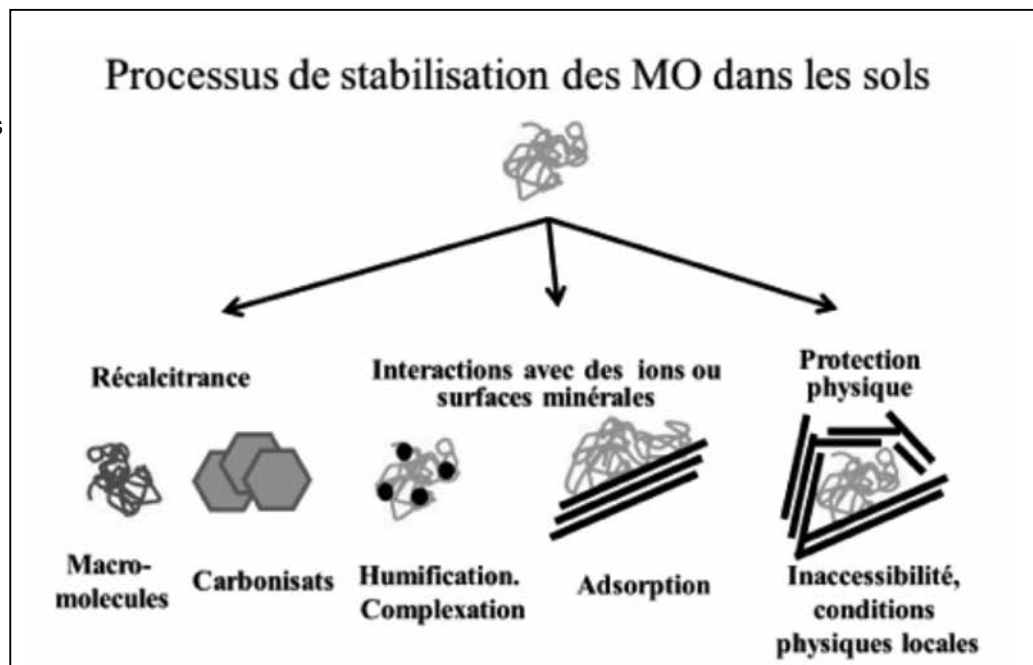 Processus de stabilisation des MO dans les sols
s
Récalcitrance
Interactions avec des ions ou
surfaces minérales
Protection
physique
Macro-
molecules
Carbonisats
Humification.
Complexation
Adsorption
Inaccessibilité,
conditions
physiques locales